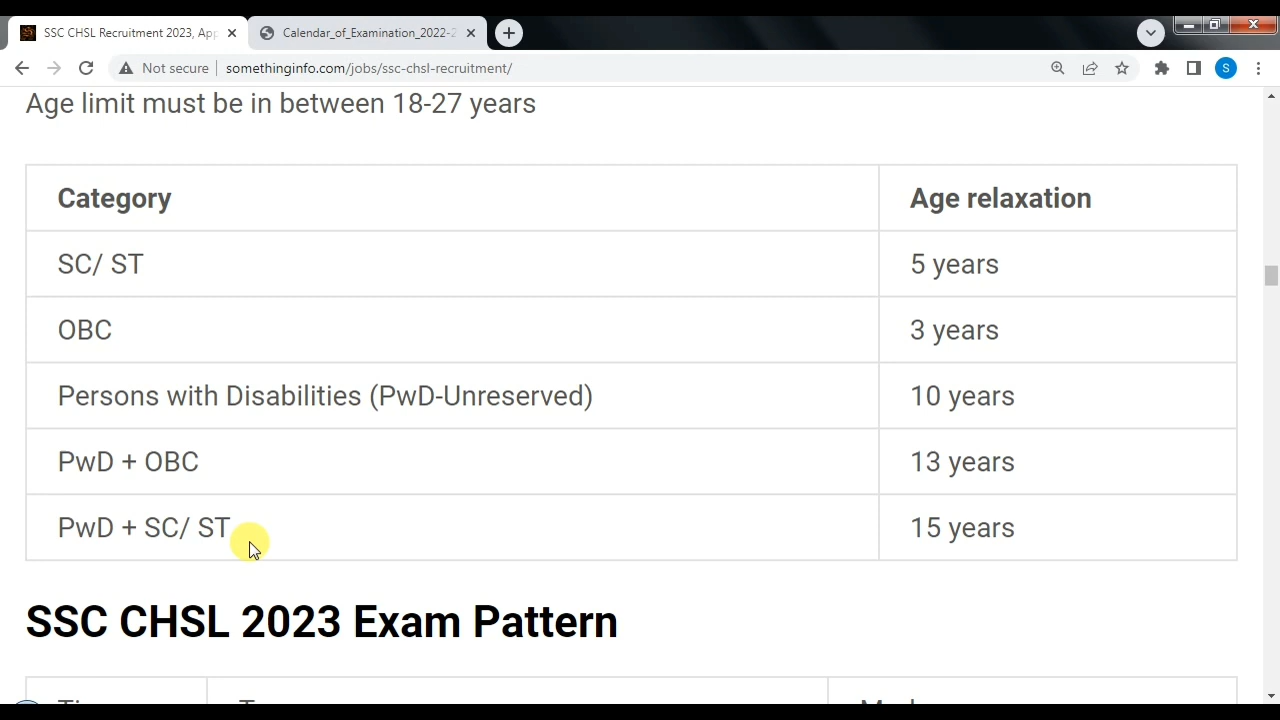 SSC CHSL Recruitment 2023, App
Calendar_of_Examination_2022-2
Not secure
somethinginfo.com/jobs/ssc-chsl-recruitment/
S
Age limit must be in between 18-27 years
Category Age relaxation
SC/ ST 5 years
OBC 3 years
Persons with Disabilities (PwD-Unreserved) 10 years
PwD + OBC 13 years
PwD + SC/ ST 15 years
SSC CHSL 2023 Exam Pattern